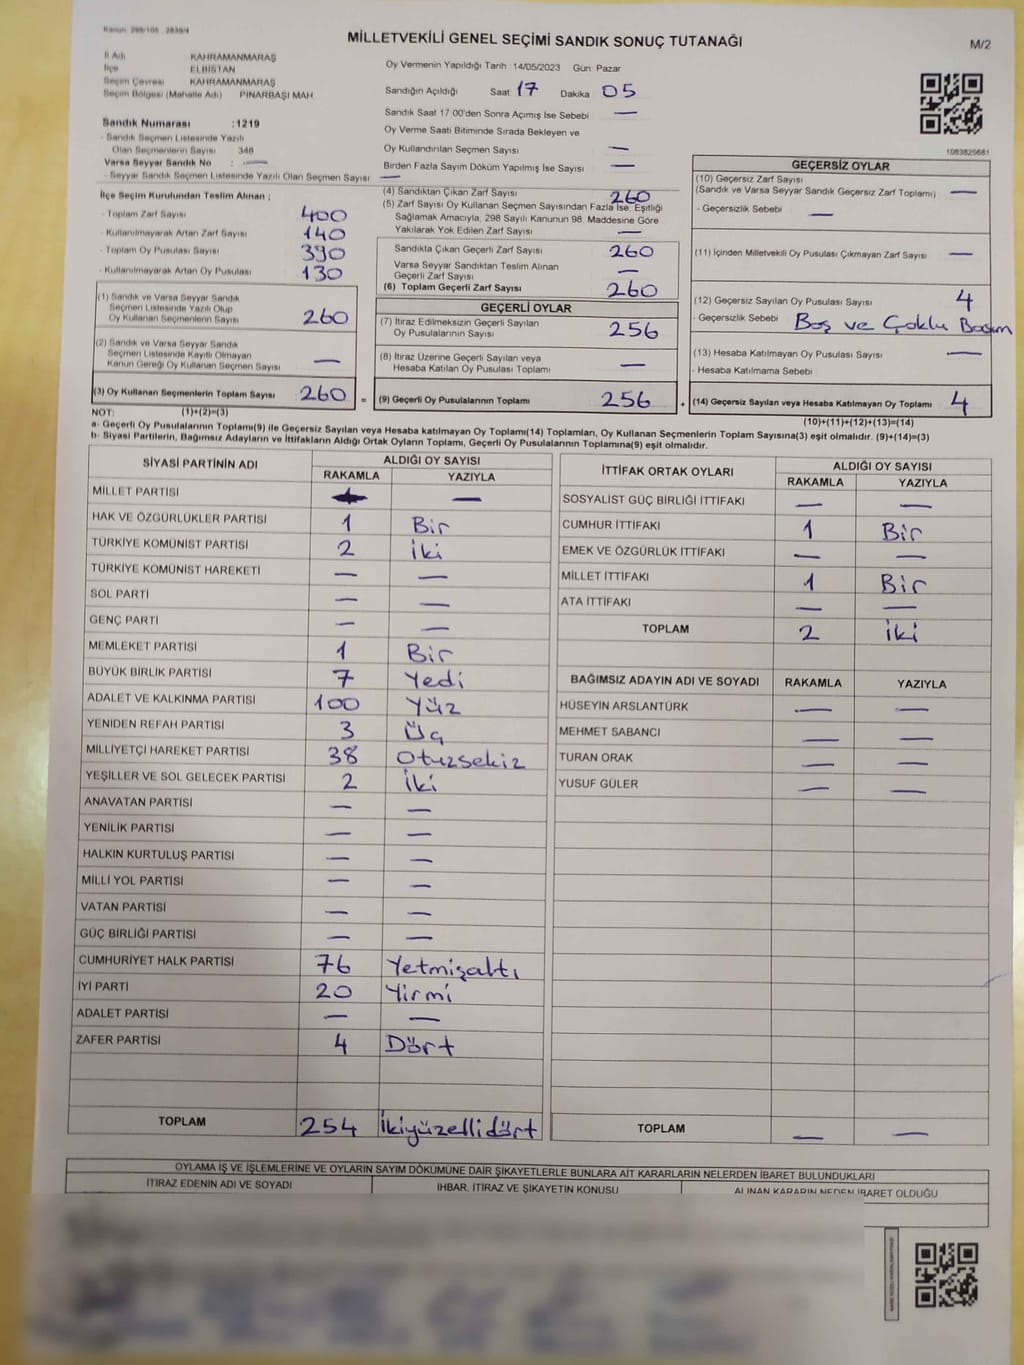 Kanun: 298/105 - 2839/4
MİLLETVEKİLİ GENEL SEÇİMİ SANDIK SONUÇ TUTANAĞI
M/2
İl Adı KAHRAMANMARAŞ
İlçe ELBİSTAN
Seçim Çevresi KAHRAMANMARAŞ
Seçim Bölgesi (Mahalle Adı) PINARBAŞI MAH
Sandık Numarası :1219
- Sandık Seçmen Listesinde Yazılı
Olan Seçmenlerin Sayısı 346
Varsa Seyyar Sandık No : —
- Seyyar Sandık Seçmen Listesinde Yazılı Olan Seçmen Sayısı —
Oy Vermenin Yapıldığı Tarih 14/05/2023 Gün: Pazar
Sandığın Açıldığı Saat 17 Dakika 05
Sandık Saat 17 00'den Sonra Açımış İse Sebebi —
Oy Verme Saati Bitiminde Sırada Bekleyen ve
Oy Kullandırılan Seçmen Sayısı —
Birden Fazla Sayım Döküm Yapılmış İse Sayısı —
1083825681
İlçe Seçim Kurulundan Teslim Alınan ;
- Toplam Zarf Sayısı 400
- Kullanılmayarak Artan Zarf Sayısı 140
- Toplam Oy Pusulası Sayısı 390
- Kullanılmayarak Artan Oy Pusulası 130
(1) Sandık ve Varsa Seyyar Sandık
Seçmen Listesinde Yazılı Olup
Oy Kullanan Seçmenlerin Sayısı 260
(2) Sandık ve Varsa Seyyar Sandık
Seçmen Listesinde Kayıtlı Olmayan
Kanun Gereği Oy Kullanan Seçmen Sayısı —
(3) Oy Kullanan Seçmenlerin Toplam Sayısı 260 =
(4) Sandıktan Çıkan Zarf Sayısı 260
(5) Zarf Sayısı Oy Kullanan Seçmen Sayısından Fazla İse, Eşitliği
Sağlamak Amacıyla, 298 Sayılı Kanunun 98. Maddesine Göre
Yakılarak Yok Edilen Zarf Sayısı —
Sandıkta Çıkan Geçerli Zarf Sayısı 260
Varsa Seyyar Sandıktan Teslim Alınan
Geçerli Zarf Sayısı —
(6) Toplam Geçerli Zarf Sayısı 260
GEÇERLİ OYLAR
(7) İtiraz Edilmeksizin Geçerli Sayılan
Oy Pusulalarının Sayısı 256
(8) İtiraz Üzerine Geçerli Sayılan veya
Hesaba Katılan Oy Pusulası Toplamı —
(9) Geçerli Oy Pusulalarının Toplamı 256 +
GEÇERSİZ OYLAR
(10) Geçersiz Zarf Sayısı
(Sandık ve Varsa Seyyar Sandık Geçersiz Zarf Toplamı) —
- Geçersizlik Sebebi —
(11) İçinden Milletvekili Oy Pusulası Çıkmayan Zarf Sayısı —
(12) Geçersiz Sayılan Oy Pusulası Sayısı 4
- Geçersizlik Sebebi Boş ve Çoklu Basım
(13) Hesaba Katılmayan Oy Pusulası Sayısı —
- Hesaba Katılmama Sebebi
(14) Geçersiz Sayılan veya Hesaba Katılmayan Oy Toplamı 4
NOT: (1)+(2)=(3) (10)+(11)+(12)+(13)=(14)
a- Geçerli Oy Pusulalarının Toplamı(9) ile Geçersiz Sayılan veya Hesaba katılmayan Oy Toplamı(14) Toplamları, Oy Kullanan Seçmenlerin Toplam Sayısına(3) eşit olmalıdır. (9)+(14)=(3)
b- Siyasi Partilerin, Bağımsız Adayların ve İttifakların Aldığı Ortak Oyların Toplamı, Geçerli Oy Pusulalarının Toplamına(9) eşit olmalıdır.
SİYASİ PARTİNİN ADI ALDIĞI OY SAYISI
RAKAMLA YAZIYLA
MİLLET PARTİSİ — —
HAK VE ÖZGÜRLÜKLER PARTİSİ 1 Bir
TÜRKİYE KOMÜNİST PARTİSİ 2 İki
TÜRKİYE KOMÜNİST HAREKETİ — —
SOL PARTİ — —
GENÇ PARTİ — —
MEMLEKET PARTİSİ 1 Bir
BÜYÜK BİRLİK PARTİSİ 7 Yedi
ADALET VE KALKINMA PARTİSİ 100 Yüz
YENİDEN REFAH PARTİSİ 3 Üç
MİLLİYETÇİ HAREKET PARTİSİ 38 Otuzsekiz
YEŞİLLER VE SOL GELECEK PARTİSİ 2 İki
ANAVATAN PARTİSİ — —
YENİLİK PARTİSİ — —
HALKIN KURTULUŞ PARTİSİ — —
MİLLİ YOL PARTİSİ — —
VATAN PARTİSİ — —
GÜÇ BİRLİĞİ PARTİSİ — —
CUMHURİYET HALK PARTİSİ 76 Yetmişaltı
İYİ PARTİ 20 Yirmi
ADALET PARTİSİ — —
ZAFER PARTİSİ 4 Dört
TOPLAM 254 İkiyüzellidört
İTTİFAK ORTAK OYLARI ALDIĞI OY SAYISI
RAKAMLA YAZIYLA
SOSYALİST GÜÇ BİRLİĞİ İTTİFAKI — —
CUMHUR İTTİFAKI 1 Bir
EMEK VE ÖZGÜRLÜK İTTİFAKI — —
MİLLET İTTİFAKI 1 Bir
ATA İTTİFAKI — —
TOPLAM 2 İki
BAĞIMSIZ ADAYIN ADI VE SOYADI RAKAMLA YAZIYLA
HÜSEYİN ARSLANTÜRK — —
MEHMET SABANCI — —
TURAN ORAK — —
YUSUF GÜLER — —
TOPLAM — —
OYLAMA İŞ VE İŞLEMLERİNE VE OYLARIN SAYIM DÖKÜMÜNE DAİR ŞİKAYETLERLE BUNLARA AİT KARARLARIN NELERDEN İBARET BULUNDUKLARI
İTİRAZ EDENİN ADI VE SOYADI İHBAR, İTİRAZ VE ŞİKAYETİN KONUSU ALINAN KARARIN NEDEN İBARET OLDUĞU